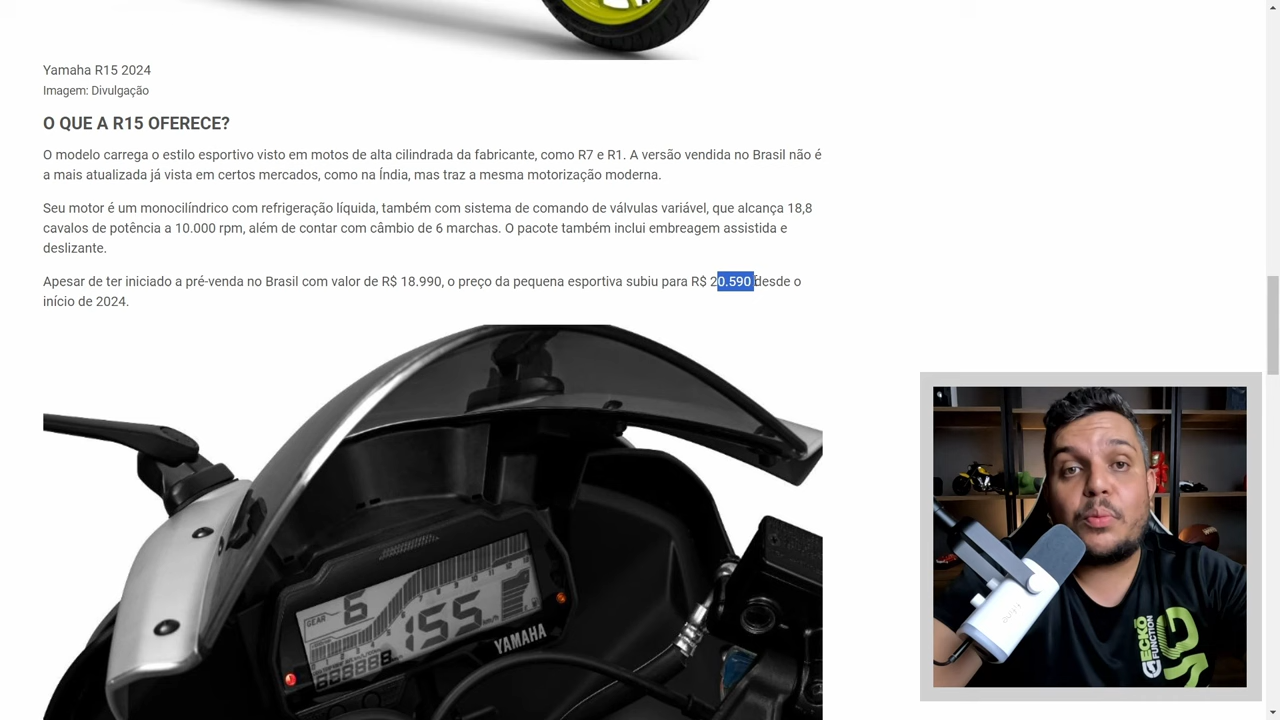 Yamaha R15 2024
Imagem: Divulgação
O QUE A R15 OFERECE?
O modelo carrega o estilo esportivo visto em motos de alta cilindrada da fabricante, como R7 e R1. A versão vendida no Brasil não é
a mais atualizada já vista em certos mercados, como na Índia, mas traz a mesma motorização moderna.
Seu motor é um monocilíndrico com refrigeração líquida, também com sistema de comando de válvulas variável, que alcança 18,8
cavalos de potência a 10.000 rpm, além de contar com câmbio de 6 marchas. O pacote também inclui embreagem assistida e
deslizante.
Apesar de ter iniciado a pré-venda no Brasil com valor de R$ 18.990, o preço da pequena esportiva subiu para R$ 20.590 desde o
início de 2024.
GEAR 6
155 km/h
88888.8
YAMAHA
GECKO
FUNCTION